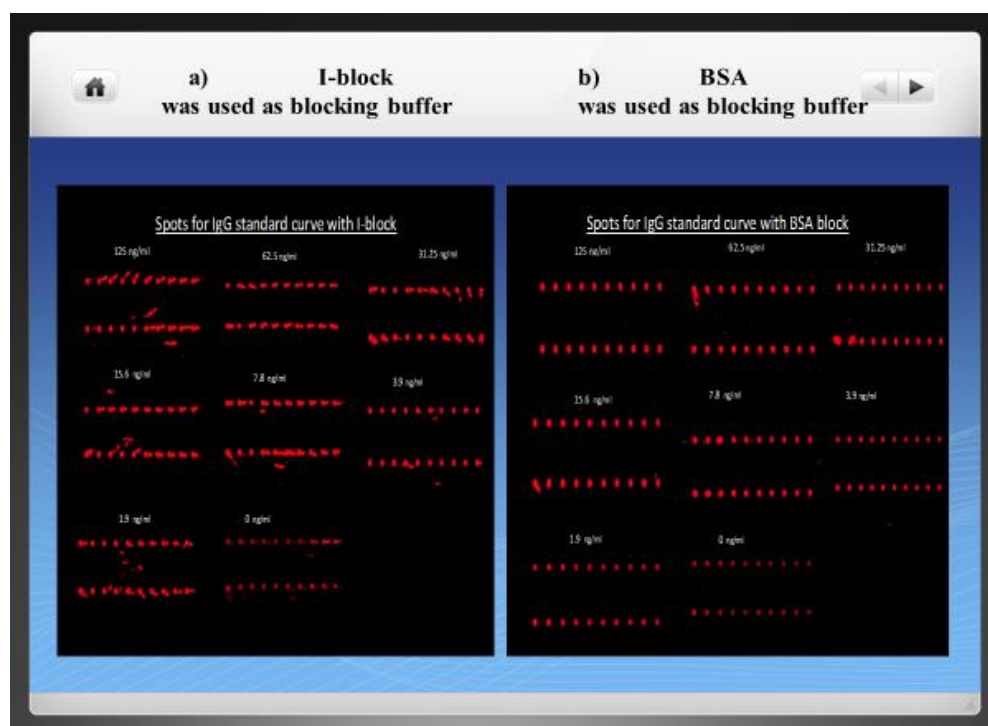 a) I-block
was used as blocking buffer
b) BSA
was used as blocking buffer
Spots for IgG standard curve with I-block
125 ng/ml
62.5 ng/ml
31.25 ng/ml
15.6 ng/ml
7.8 ng/ml
3.9 ng/ml
1.9 ng/ml
0 ng/ml
Spots for IgG standard curve with BSA block
125 ng/ml
62.5 ng/ml
31.25 ng/ml
15.6 ng/ml
7.8 ng/ml
3.9 ng/ml
1.9 ng/ml
0 ng/ml